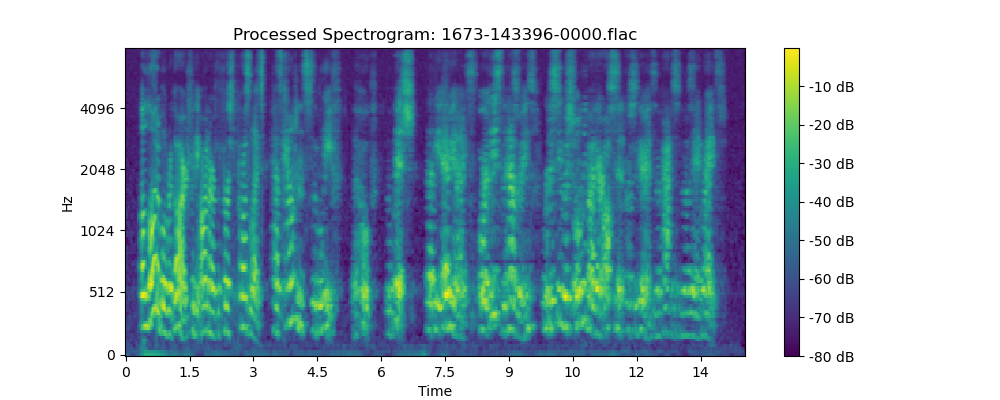 Processed Spectrogram: 1673-143396-0000.flac
Hz
4096
2048
1024
512
0
0 1.5 3 4.5 6 7.5 9 10 12 14
Time
-10 dB
-20 dB
-30 dB
-40 dB
-50 dB
-60 dB
-70 dB
-80 dB